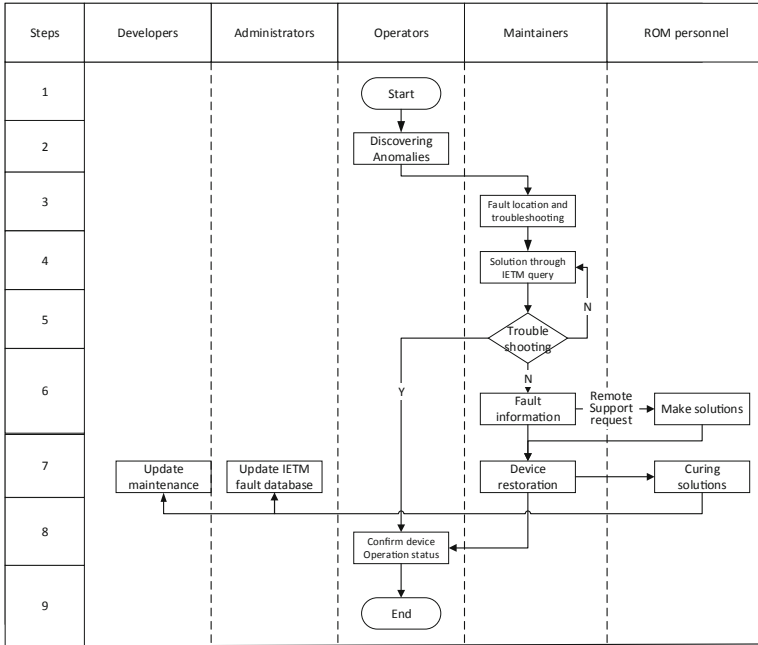 Steps
Developers
Administrators
Operators
Maintainers
ROM personnel
1
Start
2
Discovering
Anomalies
3
Fault location and
troubleshooting
4
Solution through
IETM query
N
5
Trouble
shooting
Y
N
6
Fault
information
Remote
Support
request
Make solutions
7
Update
maintenance
Update IETM
fault database
Device
restoration
Curing
solutions
8
Confirm device
Operation status
9
End